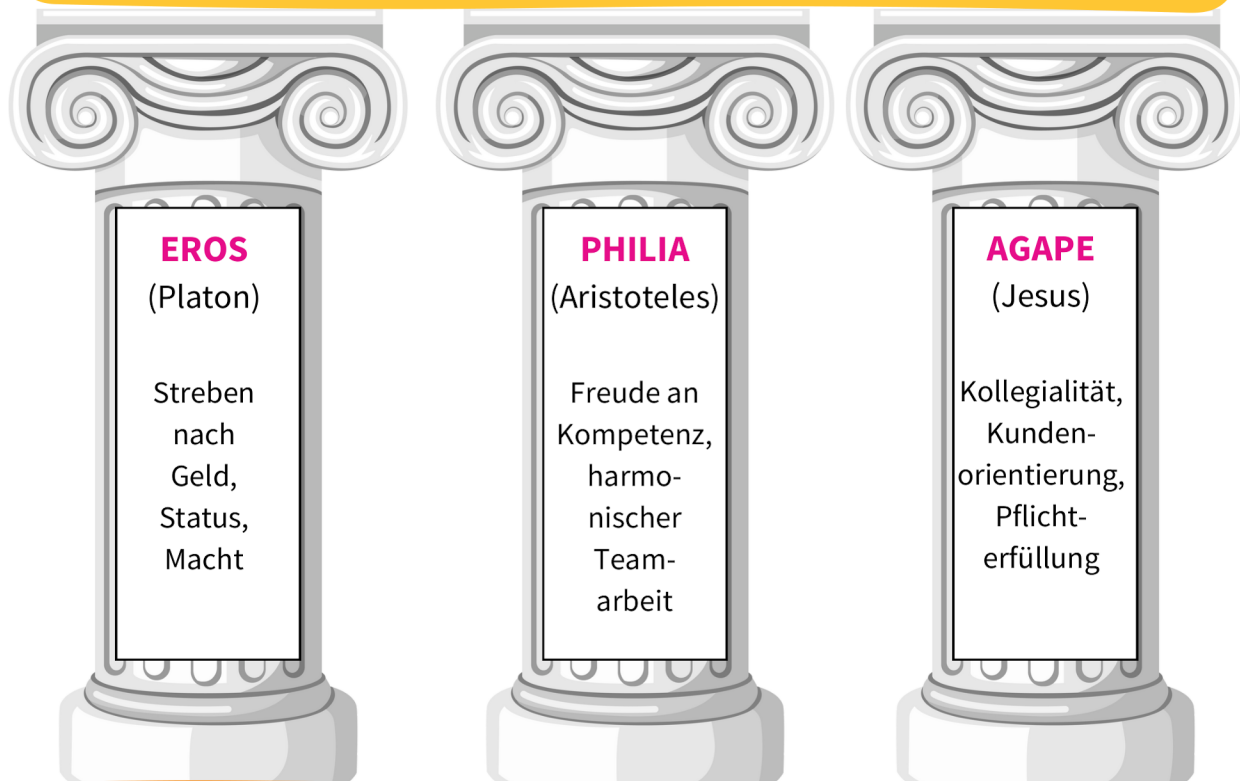 EROS
(Platon)
Streben
nach
Geld,
Status,
Macht
PHILIA
(Aristoteles)
Freude an
Kompetenz,
harmo-
nischer
Team-
arbeit
AGAPE
(Jesus)
Kollegialität,
Kunden-
orientierung,
Pflicht-
erfüllung